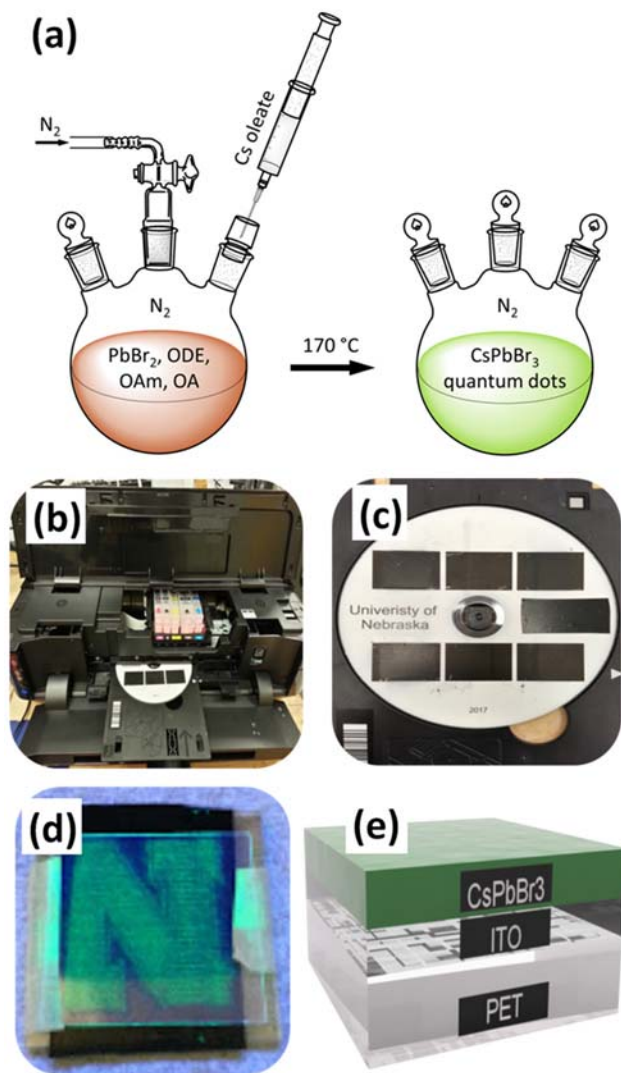 (a)
N₂
Cs oleate
N₂
PbBr₂, ODE,
OAm, OA
170 °C
N₂
CsPbBr₃
quantum dots
(b)
(c)
Univeristy of
Nebraska
2017
(d)
N
(e)
CsPbBr3
ITO
PET